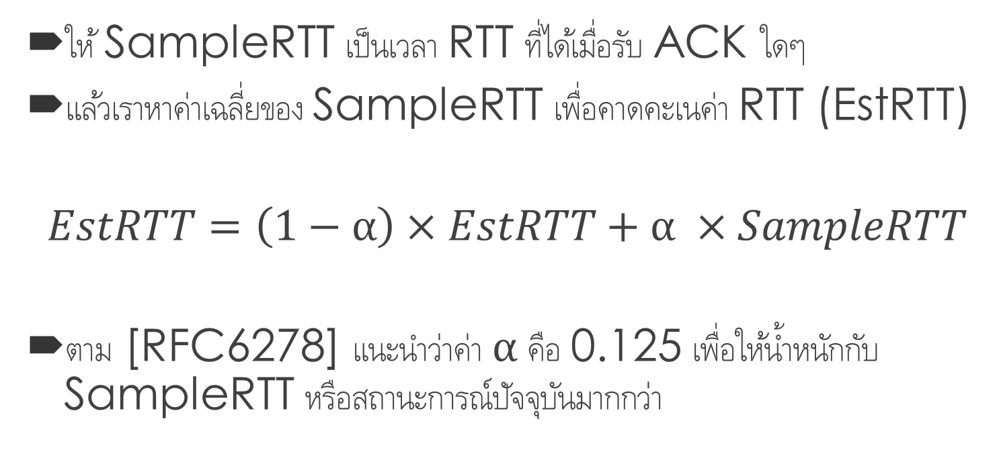 ให้ SampleRTT เป็นเวลา RTT ที่ได้เมื่อรับ ACK ใดๆ
แล้วเราหาค่าเฉลี่ยของ SampleRTT เพื่อคาดคะเนค่า RTT (EstRTT)
EstRTT = (1 − α) × EstRTT + α × SampleRTT
ตาม [RFC6278] แนะนำว่าค่า α คือ 0.125 เพื่อให้น้ำหนักกับ
SampleRTT หรือสถานะการณ์ปัจจุบันมากกว่า